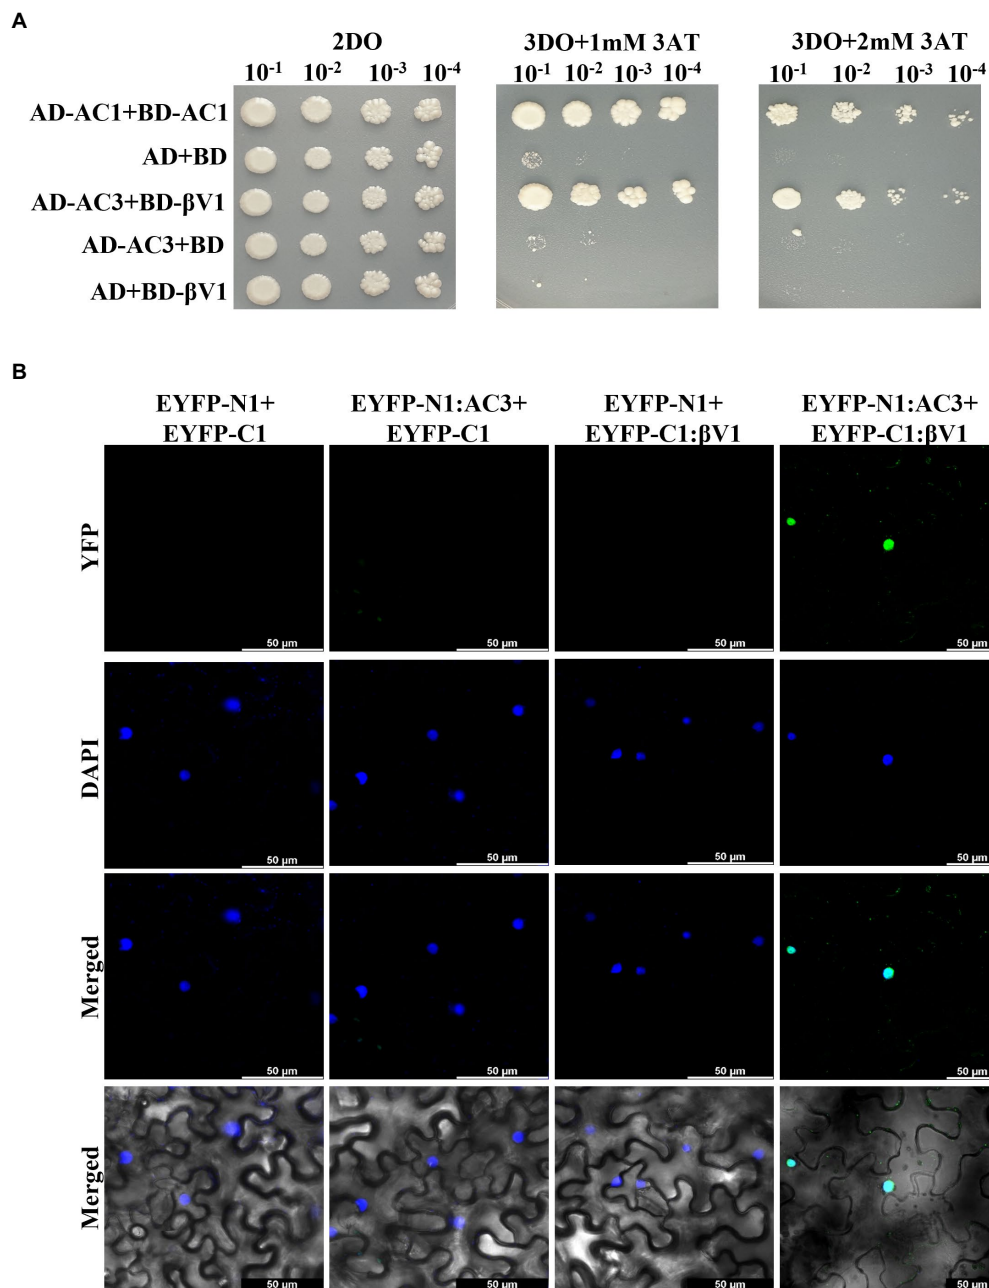 A
2DO 3DO+1mM 3AT 3DO+2mM 3AT
10-1 10-2 10-3 10-4 10-1 10-2 10-3 10-4 10-1 10-2 10-3 10-4
AD-AC1+BD-AC1
AD+BD
AD-AC3+BD-βV1
AD-AC3+BD
AD+BD-βV1
B
EYFP-N1+ EYFP-N1:AC3+ EYFP-N1+ EYFP-N1:AC3+
EYFP-C1 EYFP-C1 EYFP-C1:βV1 EYFP-C1:βV1
YFP
50 µm 50 µm 50 µm 50 µm
DAPI
50 µm 50 µm 50 µm 50 µm
Merged
50 µm 50 µm 50 µm 50 µm
Merged
50 µm 50 µm 50 µm 50 µm